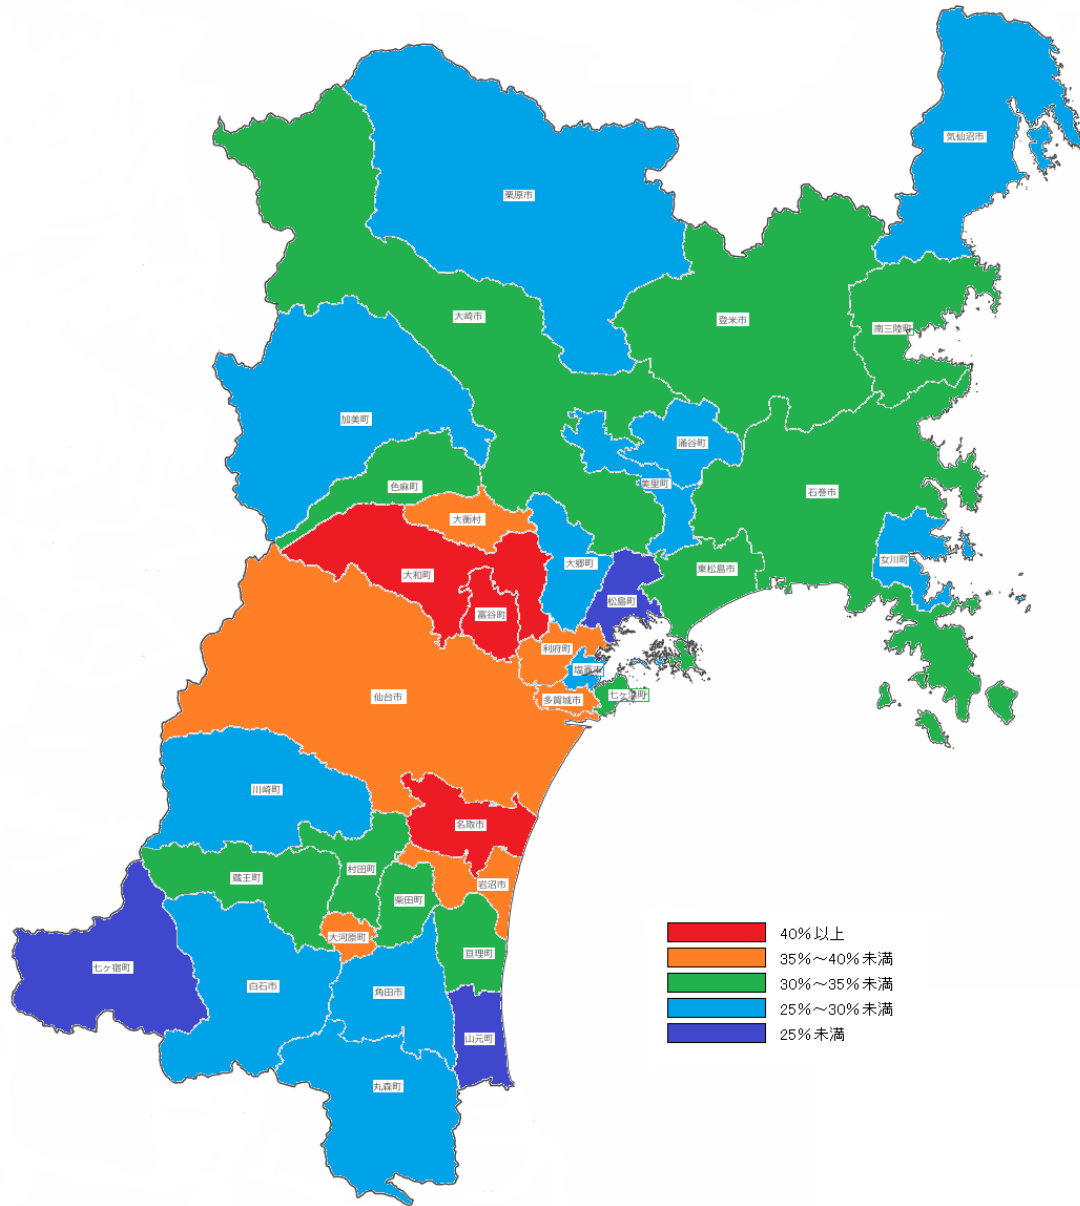 気仙沼市
栗原市
大崎市
登米市
南三陸町
加美町
涌谷町
色麻町
美里町
石巻市
大衡村
女川町
大郷町
東松島市
大和町
松島町
富谷町
利府町
塩竈市
仙台市
多賀城市
七ヶ浜町
川崎町
名取市
村田町
蔵王町
岩沼市
柴田町
大河原町
亘理町
七ヶ宿町
白石市
角田市
山元町
丸森町
40%以上
35%～40%未満
30%～35%未満
25%～30%未満
25%未満